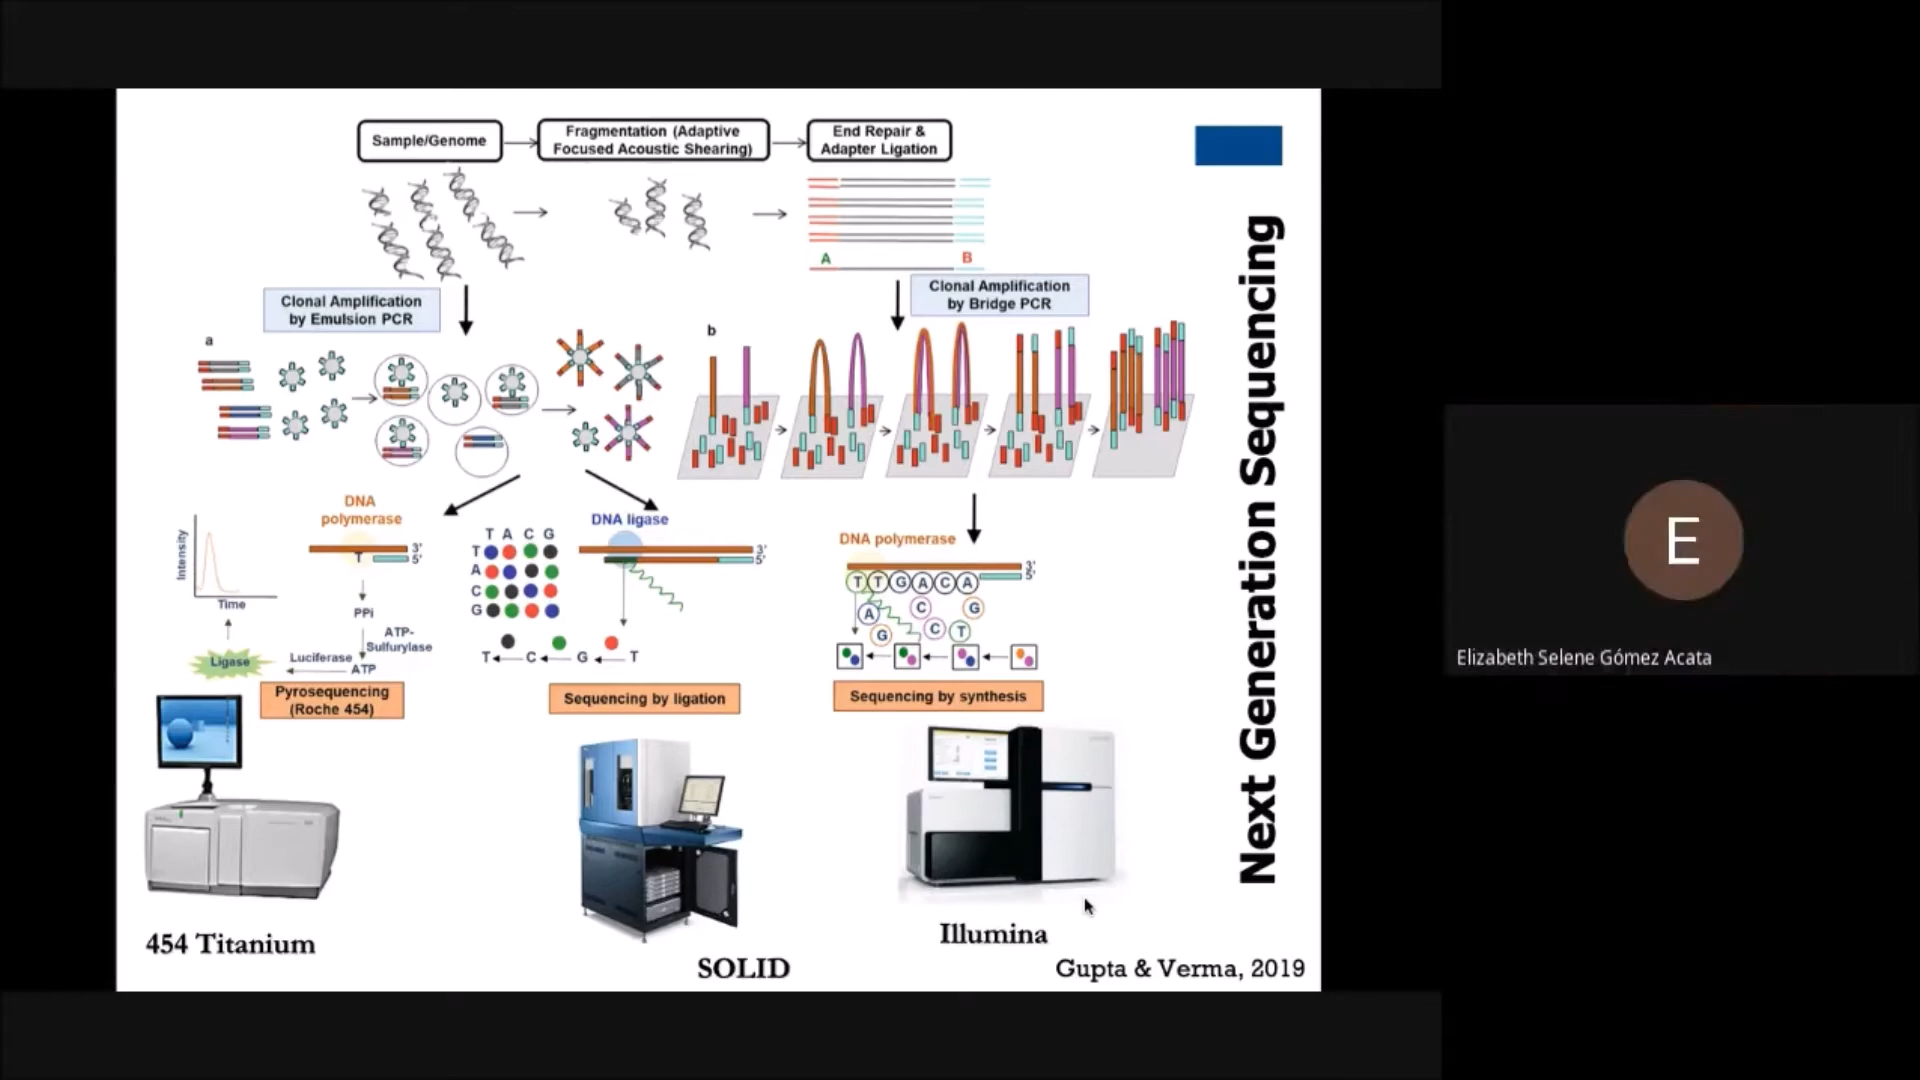 Sample/Genome
Fragmentation (Adaptive
Focused Acoustic Shearing)
End Repair &
Adapter Ligation
A
B
Clonal Amplification
by Emulsion PCR
Clonal Amplification
by Bridge PCR
a
b
Intensity
Time
DNA
polymerase
3'
T
5'
PPi
ATP-
Sulfurylase
Luciferase
ATP
Ligase
Pyrosequencing
(Roche 454)
T A C G
T
A
C
G
DNA ligase
3'
5'
T C G T
Sequencing by ligation
DNA polymerase
3'
5'
T T G A C A
A
C
G
G
C
T
Sequencing by synthesis
Next Generation Sequencing
454 Titanium
SOLID
Illumina
Gupta & Verma, 2019
E
Elizabeth Selene Gómez Acata